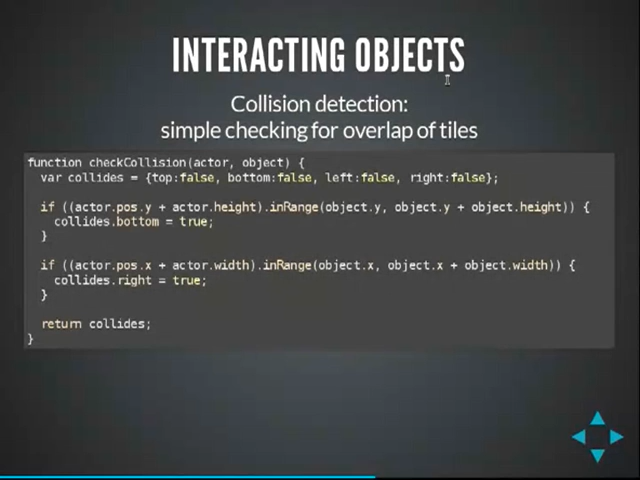 INTERACTING OBJECTS
Collision detection:
simple checking for overlap of tiles
function checkCollision(actor, object) {
  var collides = {top:false, bottom:false, left:false, right:false};
  if ((actor.pos.y + actor.height).inRange(object.y, object.y + object.height)) {
    collides.bottom = true;
  }
  if ((actor.pos.x + actor.width).inRange(object.x, object.x + object.width)) {
    collides.right = true;
  }
  return collides;
}